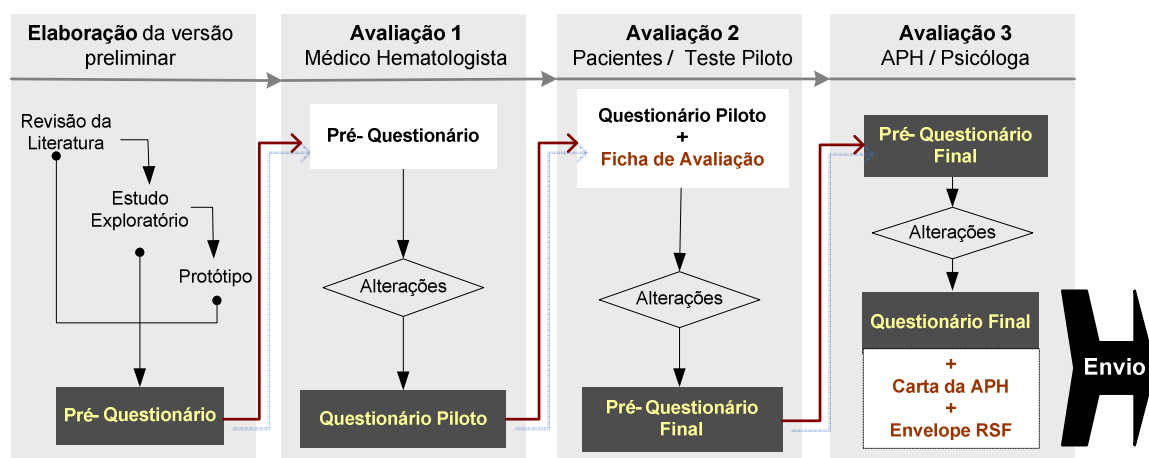 Elaboração da versão
preliminar
Revisão da
Literatura
Estudo
Exploratório
Protótipo
Pré- Questionário
Avaliação 1
Médico Hematologista
Pré- Questionário
Alterações
Questionário Piloto
Avaliação 2
Pacientes / Teste Piloto
Questionário Piloto
+
Ficha de Avaliação
Alterações
Pré- Questionário
Final
Avaliação 3
APH / Psicóloga
Pré- Questionário
Final
Alterações
Questionário Final
+
Carta da APH
+
Envelope RSF
Envio